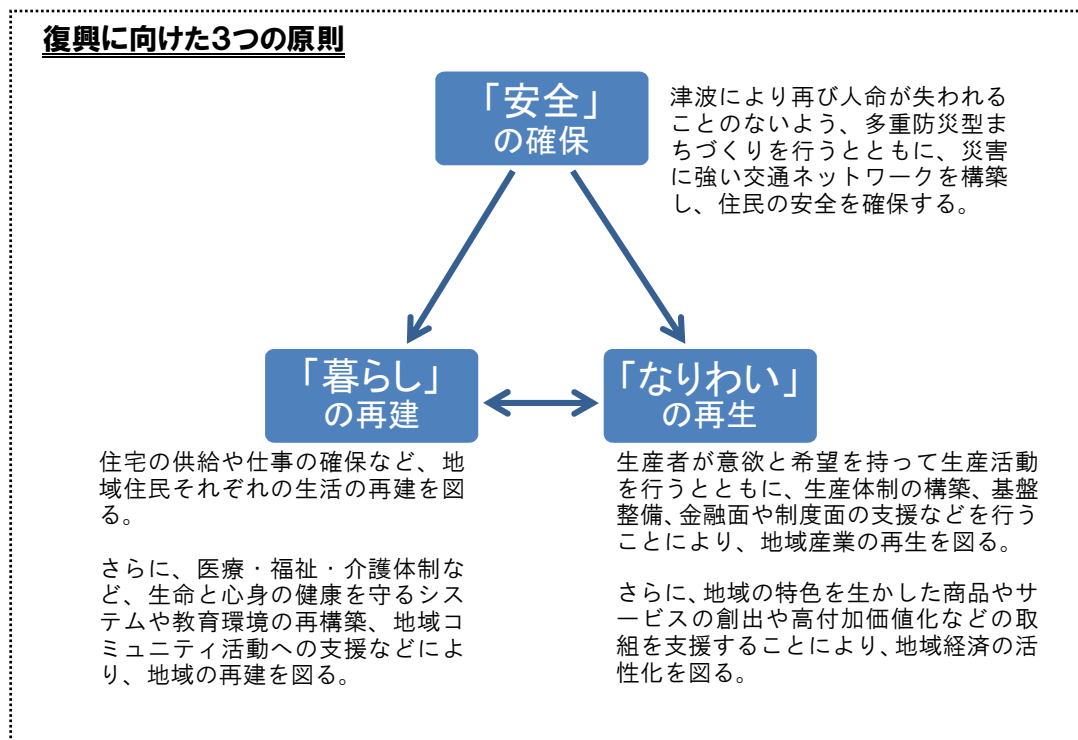 復興に向けた3つの原則
「安全」
の確保
津波により再び人命が失われる
ことのないよう、多重防災型ま
ちづくりを行うとともに、災害
に強い交通ネットワークを構築
し、住民の安全を確保する。
「暮らし」
の再建
「なりわい」
の再生
住宅の供給や仕事の確保など、地
域住民それぞれの生活の再建を図
る。
さらに、医療・福祉・介護体制な
ど、生命と心身の健康を守るシス
テムや教育環境の再構築、地域コ
ミュニティ活動への支援などによ
り、地域の再建を図る。
生産者が意欲と希望を持って生産活動
を行うとともに、生産体制の構築、基盤
整備、金融面や制度面の支援などを行う
ことにより、地域産業の再生を図る。
さらに、地域の特色を生かした商品やサ
ービスの創出や高付加価値化などの取
組を支援することにより、地域経済の活
性化を図る。